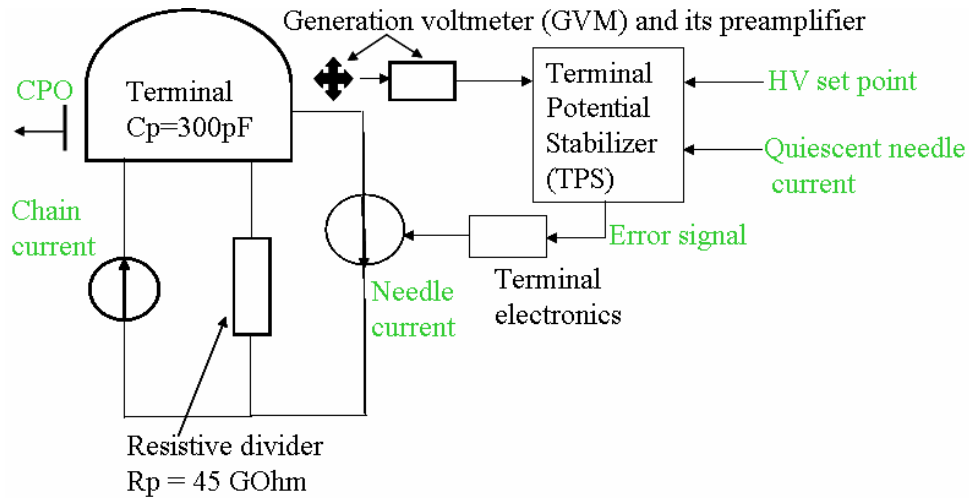 Generation voltmeter (GVM) and its preamplifier
CPO
Terminal
Cp=300pF
Terminal
Potential
Stabilizer
(TPS)
HV set point
Quiescent needle
current
Chain
current
Needle
current
Error signal
Terminal
electronics
Resistive divider
Rp = 45 GOhm